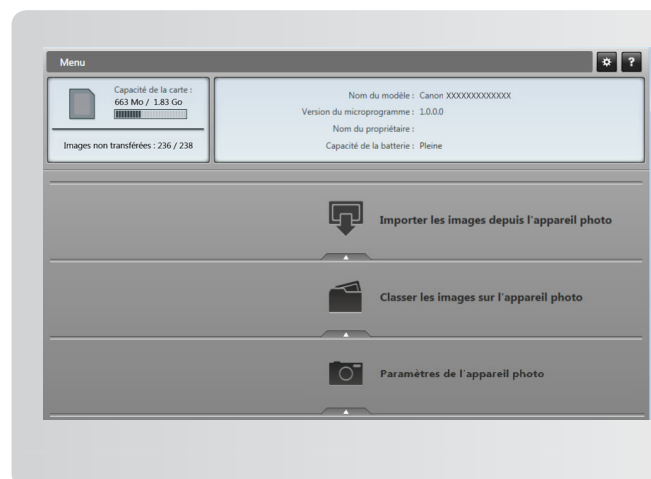 Menu
?
Capacité de la carte :
663 Mo / 1.83 Go
Images non transférées : 236 / 238
Nom du modèle : Canon XXXXXXXXXXXXX
Version du microprogramme : 1.0.0.0
Nom du propriétaire :
Capacité de la batterie : Pleine
Importer les images depuis l'appareil photo
Classer les images sur l'appareil photo
Paramètres de l'appareil photo